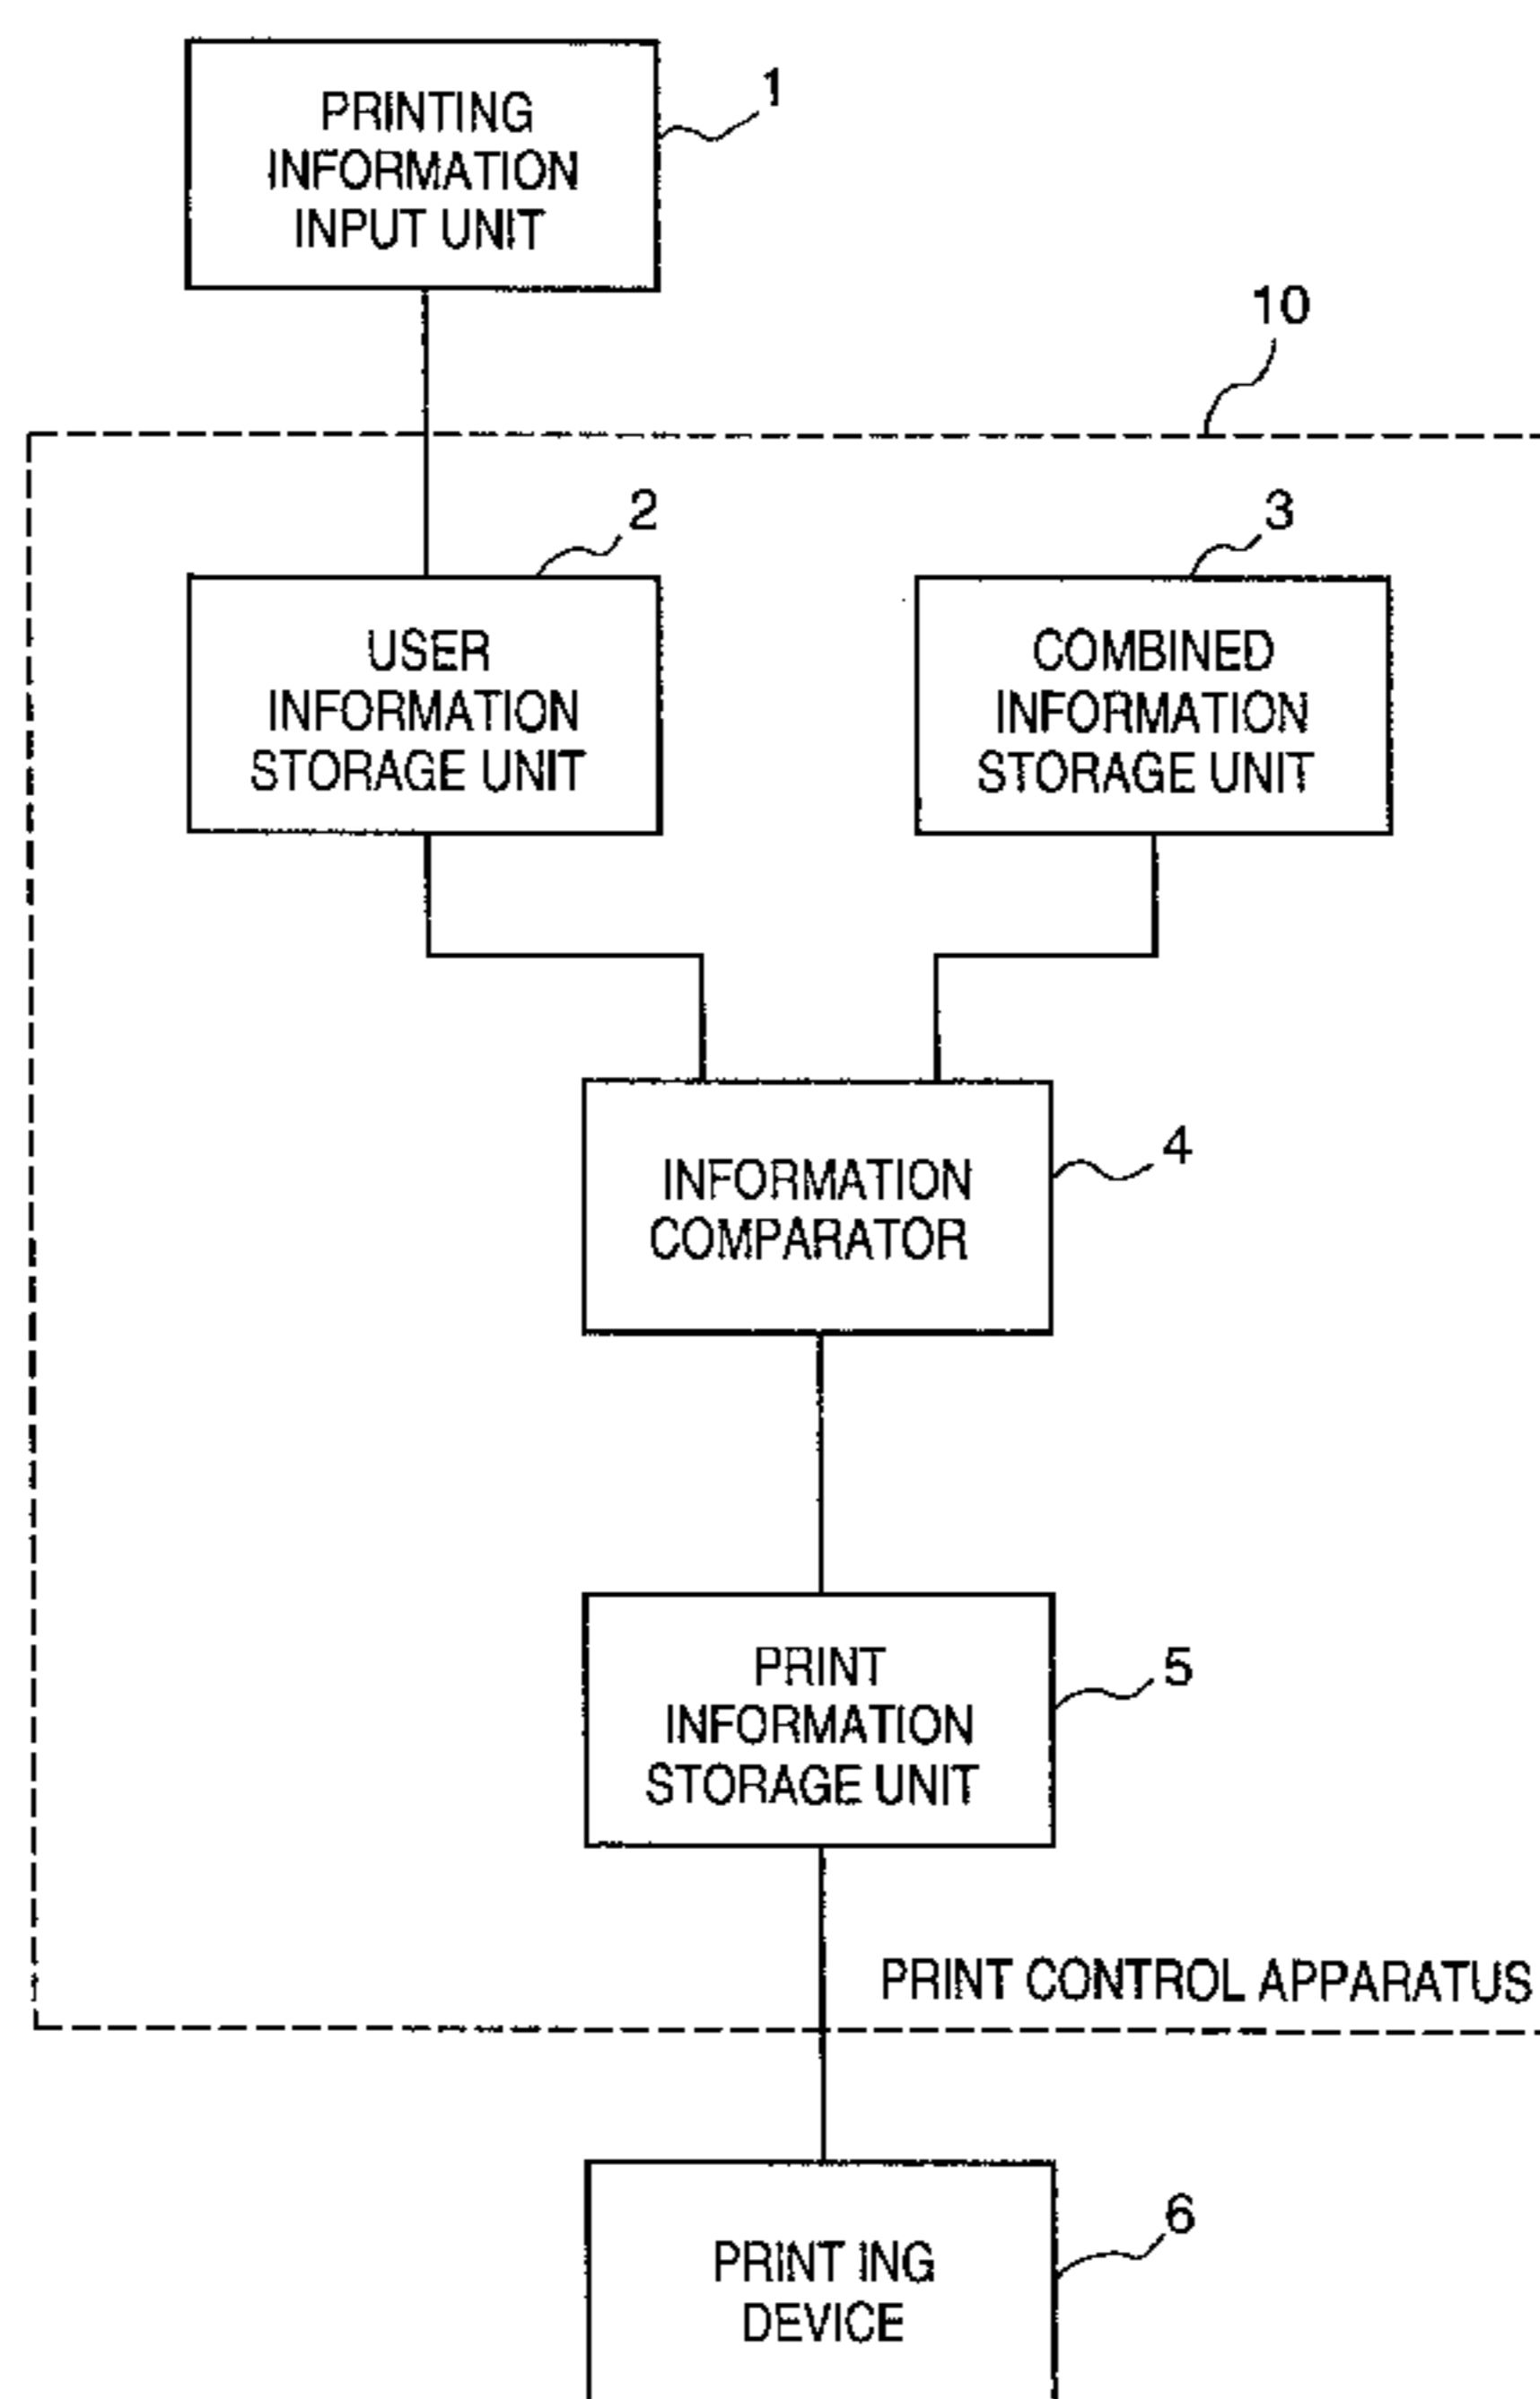 PRINTING
INFORMATION
INPUT UNIT
1
10
2
3
USER
INFORMATION
STORAGE UNIT
COMBINED
INFORMATION
STORAGE UNIT
INFORMATION
COMPARATOR
4
PRINT
INFORMATION
STORAGE UNIT
5
PRINT CONTROL APPARATUS
PRINT ING
DEVICE
6